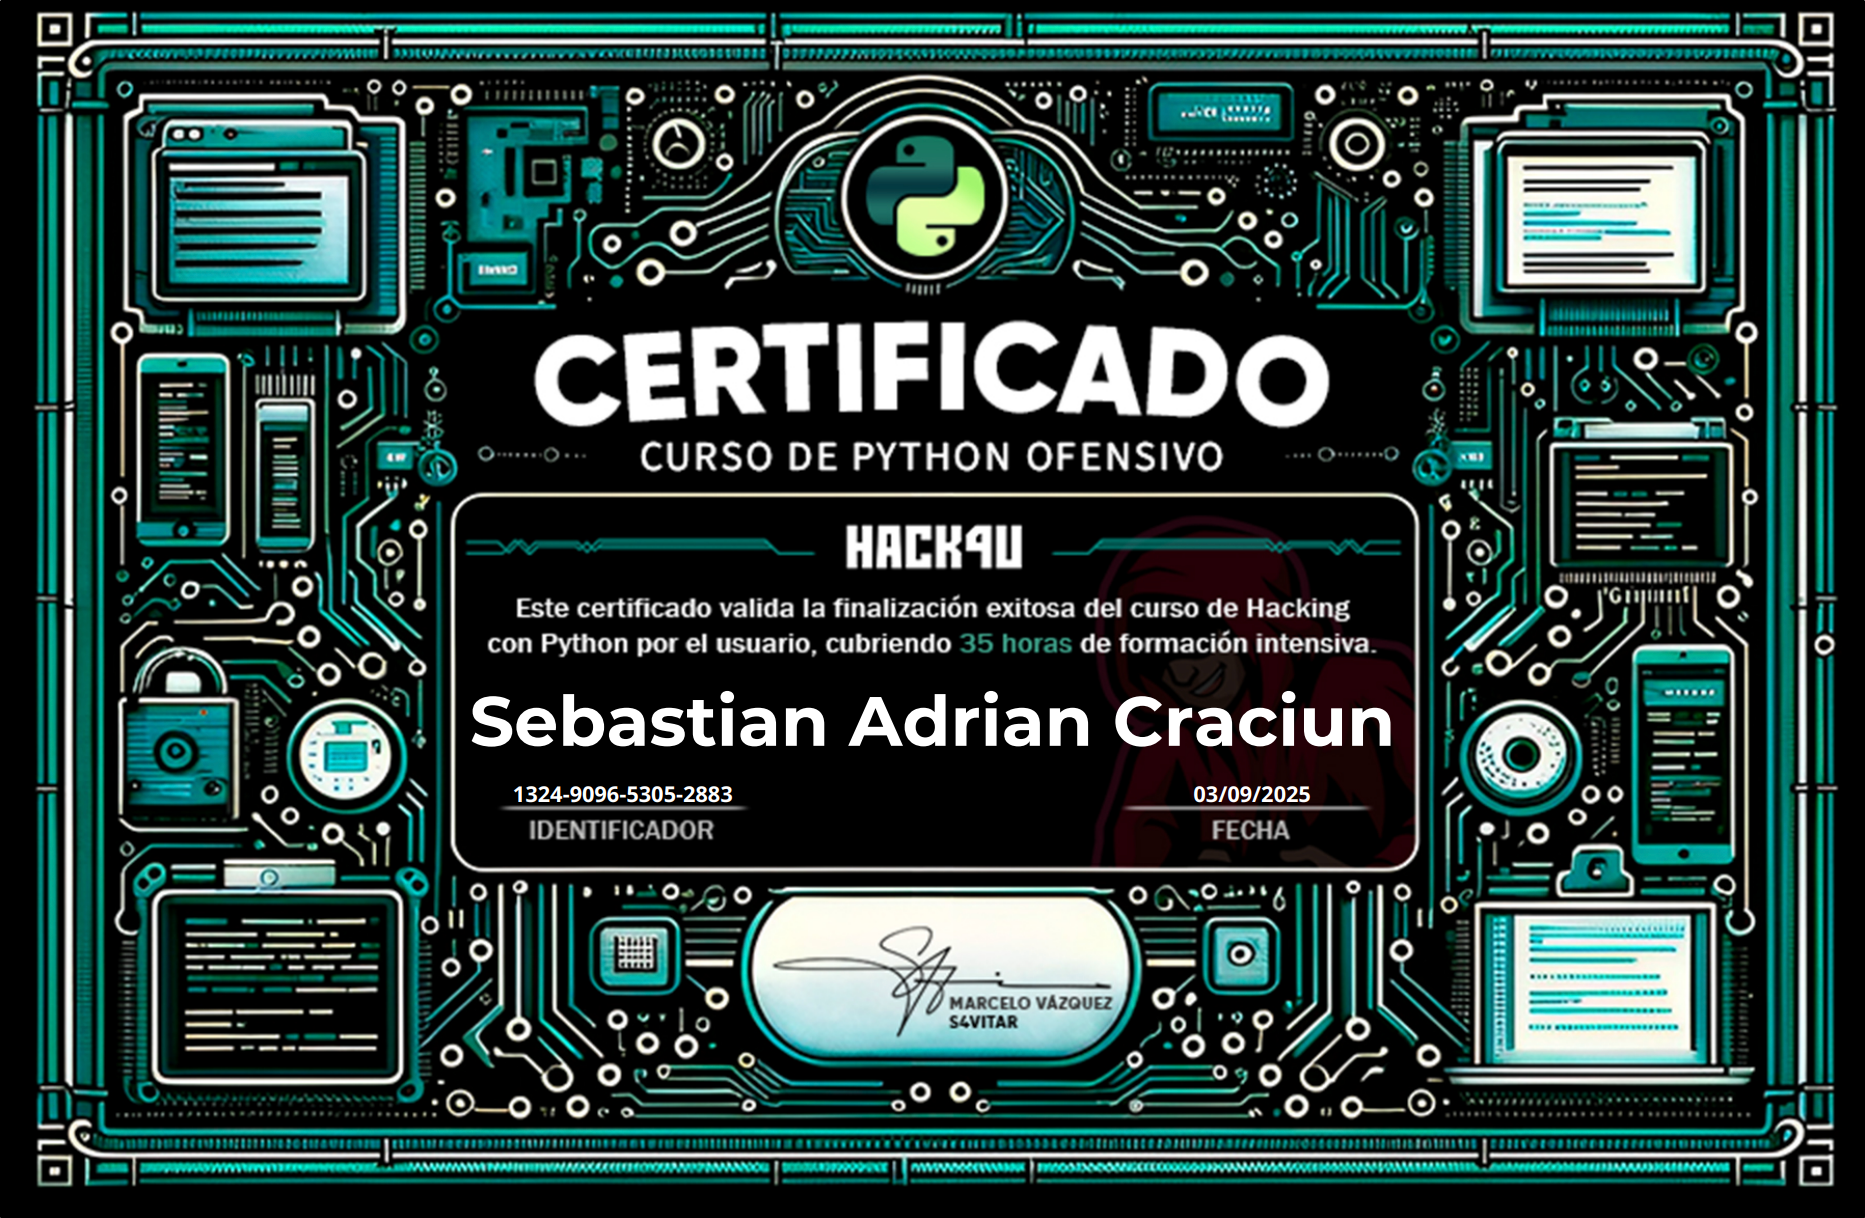 CERTIFICADO
CURSO DE PYTHON OFENSIVO
HACK4U
Este certificado valida la finalización exitosa del curso de Hacking
con Python por el usuario, cubriendo 35 horas de formación intensiva.
Sebastian Adrian Craciun
1324-9096-5305-2883
03/09/2025
IDENTIFICADOR
FECHA
MARCELO VÁZQUEZ
S4VITAR